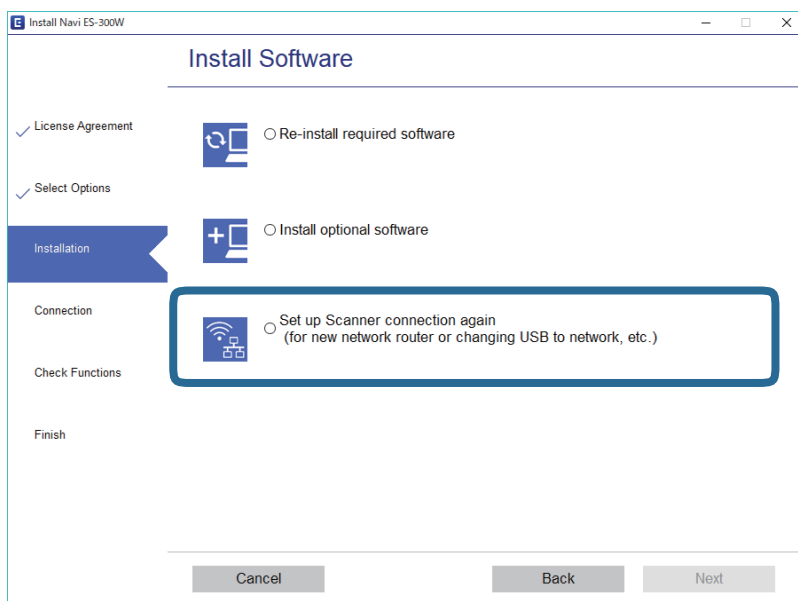 E Install Navi ES-300W
Install Software
License Agreement
Select Options
Installation
Connection
Check Functions
Finish
Re-install required software
Install optional software
Set up Scanner connection again
(for new network router or changing USB to network, etc.)
Cancel
Back
Next